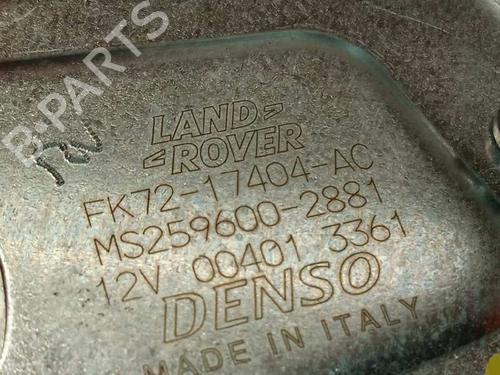 B-PARTS
LAND
ROVER
FK72-17404-AC
MS259600-2881
12V 00401 3361
DENSO
MADE IN ITALY